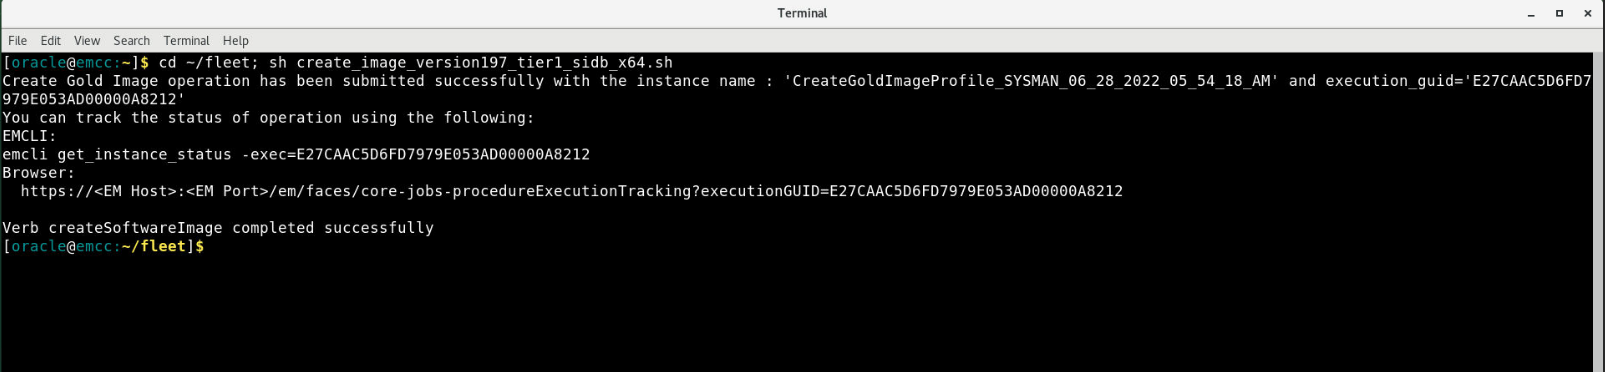 Terminal
File Edit View Search Terminal Help
[oracle@emcc:~]$ cd ~/fleet; sh create_image_version197_tier1_sidb_x64.sh
Create Gold Image operation has been submitted successfully with the instance name : 'CreateGoldImageProfile_SYSMAN_06_28_2022_05_54_18_AM' and execution_guid='E27CAAC5D6FD7
979E053AD00000A8212'
You can track the status of operation using the following:
EMCLI:
emcli get_instance_status -exec=E27CAAC5D6FD7979E053AD00000A8212
Browser:
  https://<EM Host>:<EM Port>/em/faces/core-jobs-procedureExecutionTracking?executionGUID=E27CAAC5D6FD7979E053AD00000A8212
Verb createSoftwareImage completed successfully
[oracle@emcc:~/fleet]$